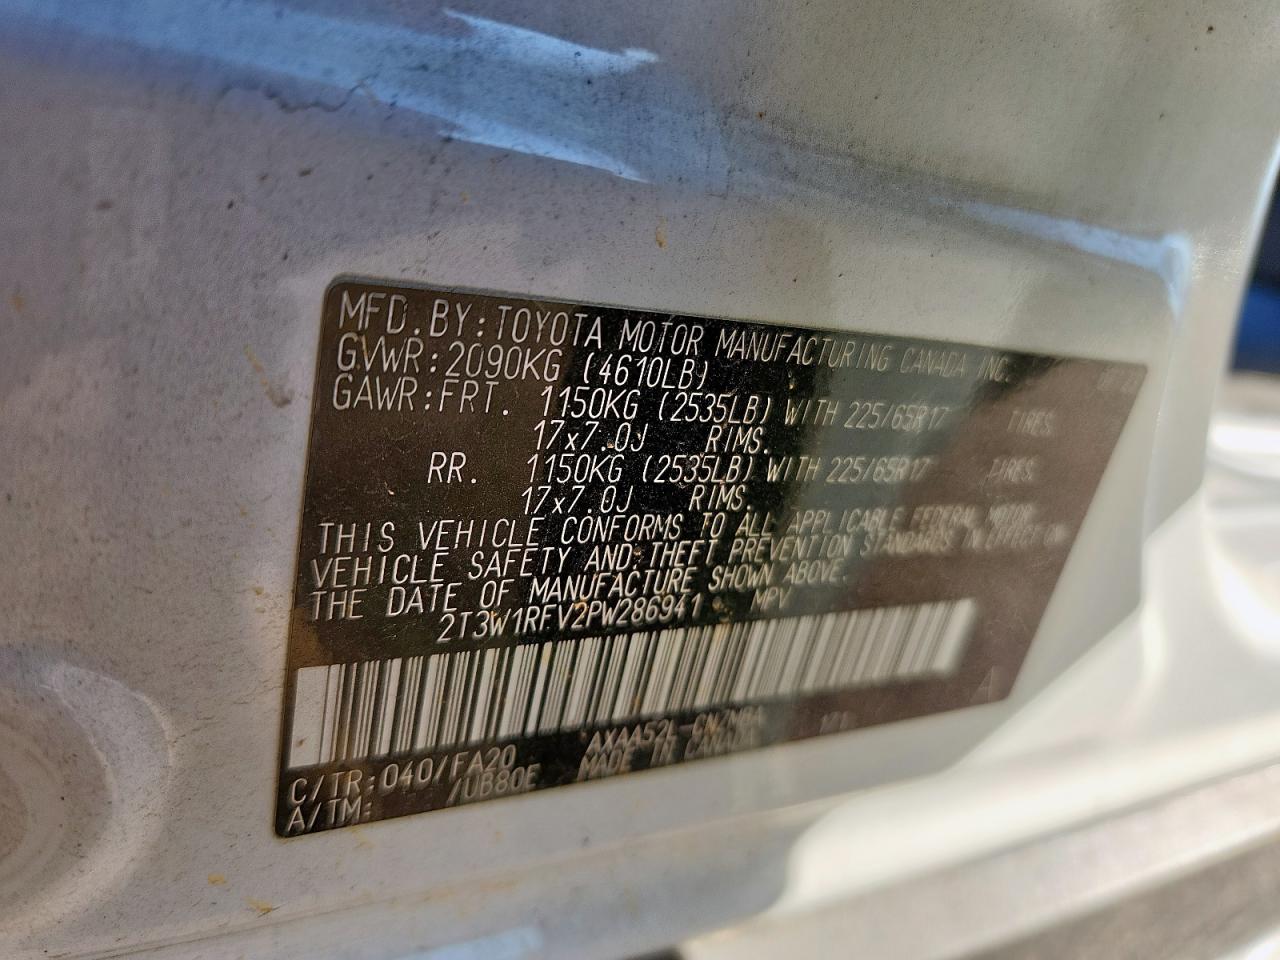 MFD. BY: TOYOTA MOTOR MANUFACTURING CANADA INC.
GVWR: 2090KG (4610LB)
GAWR: FRT. 1150KG (2535LB) WITH 225/65R17 TIRES.
17x7.0J RIMS.
RR. 1150KG (2535LB) WITH 225/65R17 TIRES.
17x7.0J RIMS.
THIS VEHICLE CONFORMS TO ALL APPLICABLE FEDERAL MOTOR
VEHICLE SAFETY AND THEFT PREVENTION STANDARDS IN EFFECT ON
THE DATE OF MANUFACTURE SHOWN ABOVE.
2T3W1RFV2PW286941 MPV
C/TR: 040/FA20 AXAA52L-CNZMGA
A/TM: /UB80E MADE IN CANADA
A